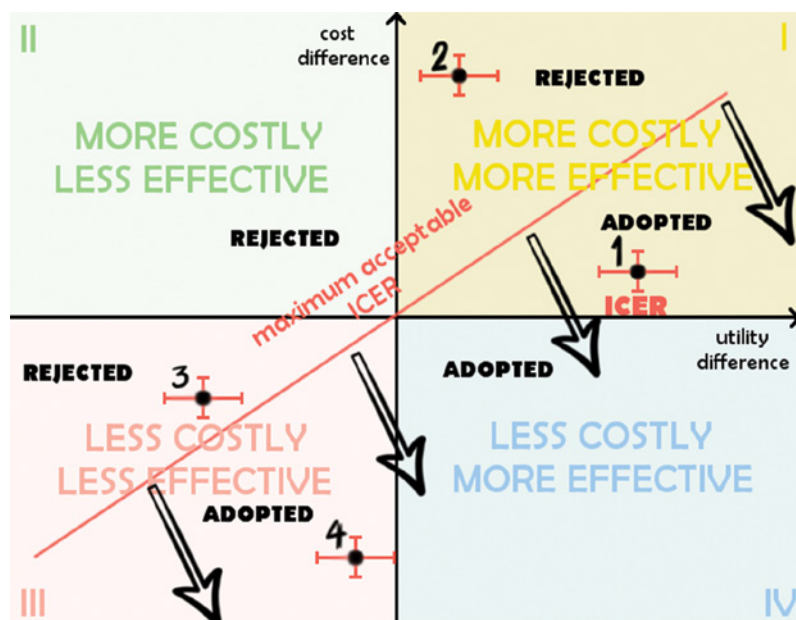 II
cost
difference
I
2
REJECTED
MORE COSTLY
LESS EFFECTIVE
MORE COSTLY
MORE EFFECTIVE
REJECTED
maximum acceptable
ICER
ADOPTED
1
ICER
utility
difference
REJECTED
3
ADOPTED
LESS COSTLY
LESS EFFECTIVE
LESS COSTLY
MORE EFFECTIVE
ADOPTED
4
III
IV